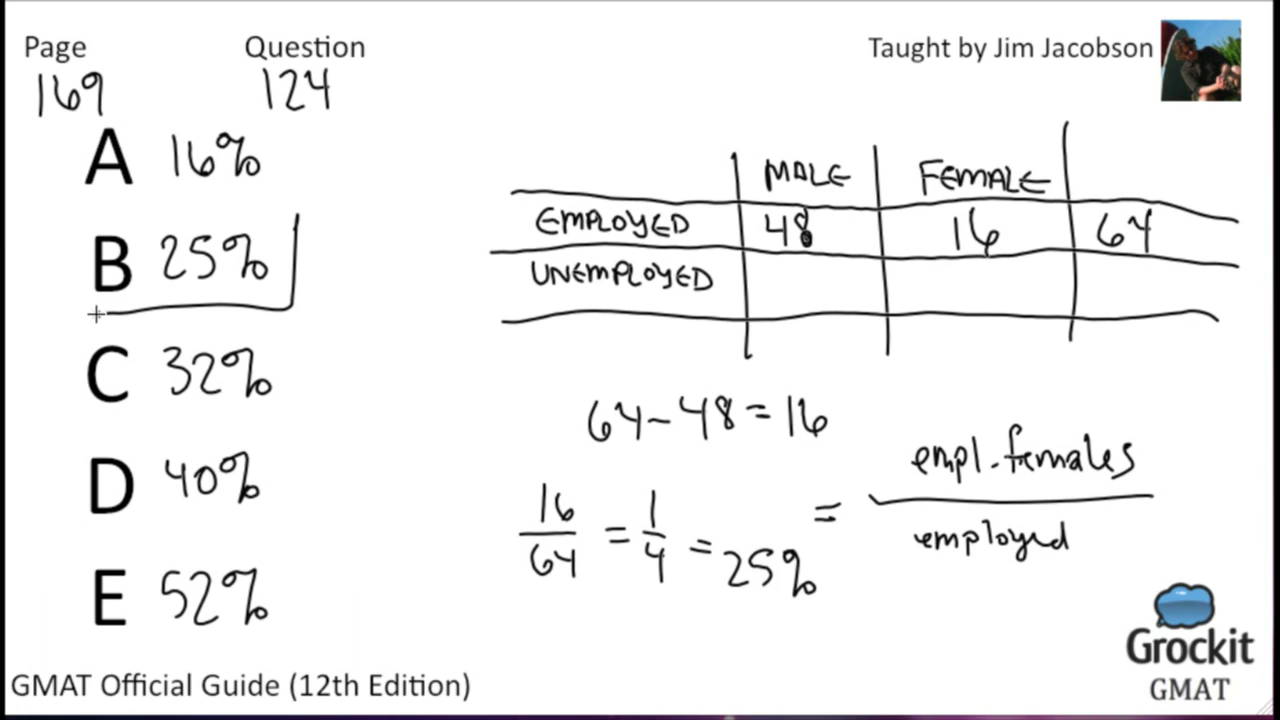 Page Question Taught by Jim Jacobson
169 124
A 16%
B 25%
C 32%
D 40%
E 52%
MALE FEMALE
EMPLOYED 48 16 64
UNEMPLOYED
64-48=16
16/64 = 1/4 = 25% = empl. females/employed
GMAT Official Guide (12th Edition)
Grockit
GMAT